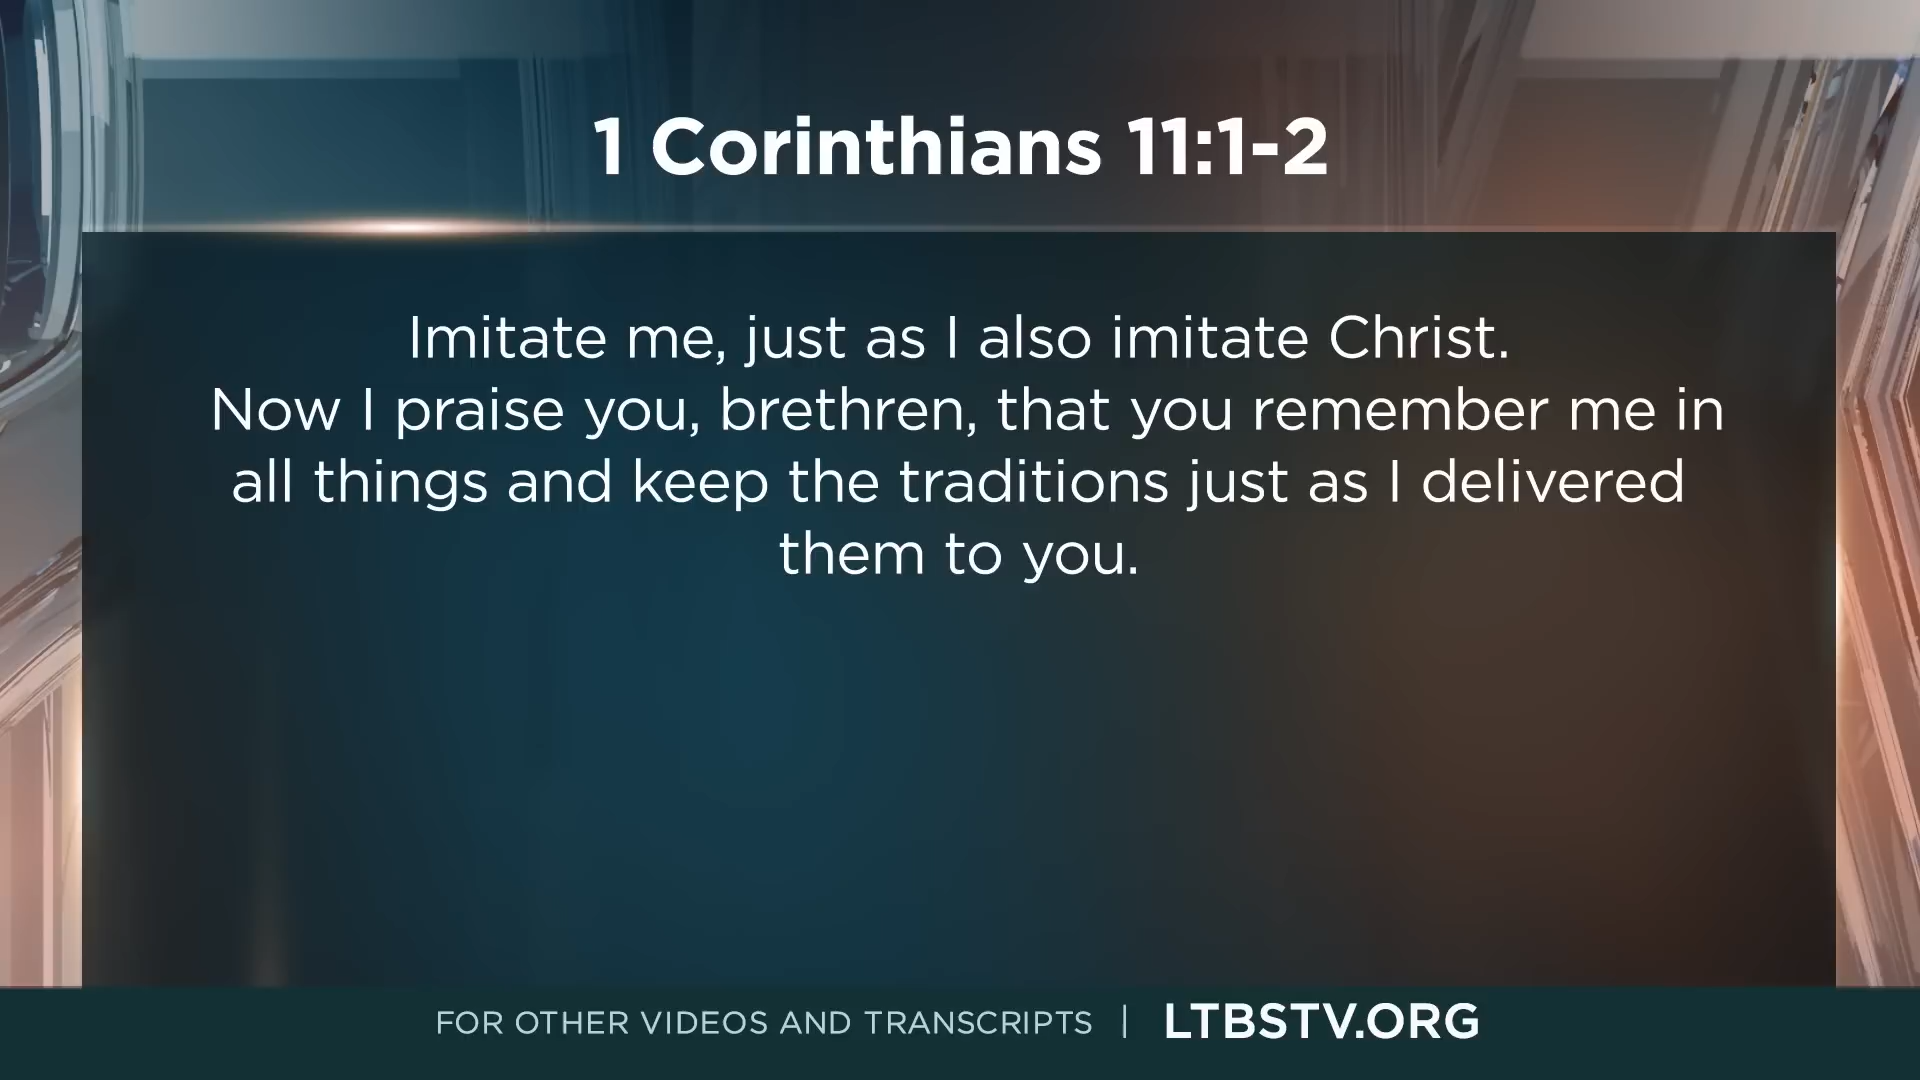 1 Corinthians 11:1-2
Imitate me, just as I also imitate Christ.
Now I praise you, brethren, that you remember me in
all things and keep the traditions just as I delivered
them to you.
FOR OTHER VIDEOS AND TRANSCRIPTS | LTBSTV.ORG